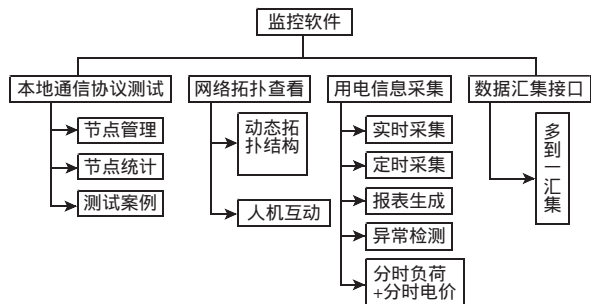 监控软件
本地通信协议测试
网络拓扑查看
用电信息采集
数据汇集接口
节点管理
节点统计
测试案例
动态拓
扑结构
人机互动
实时采集
定时采集
报表生成
异常检测
分时负荷
+分时电价
多到一汇集